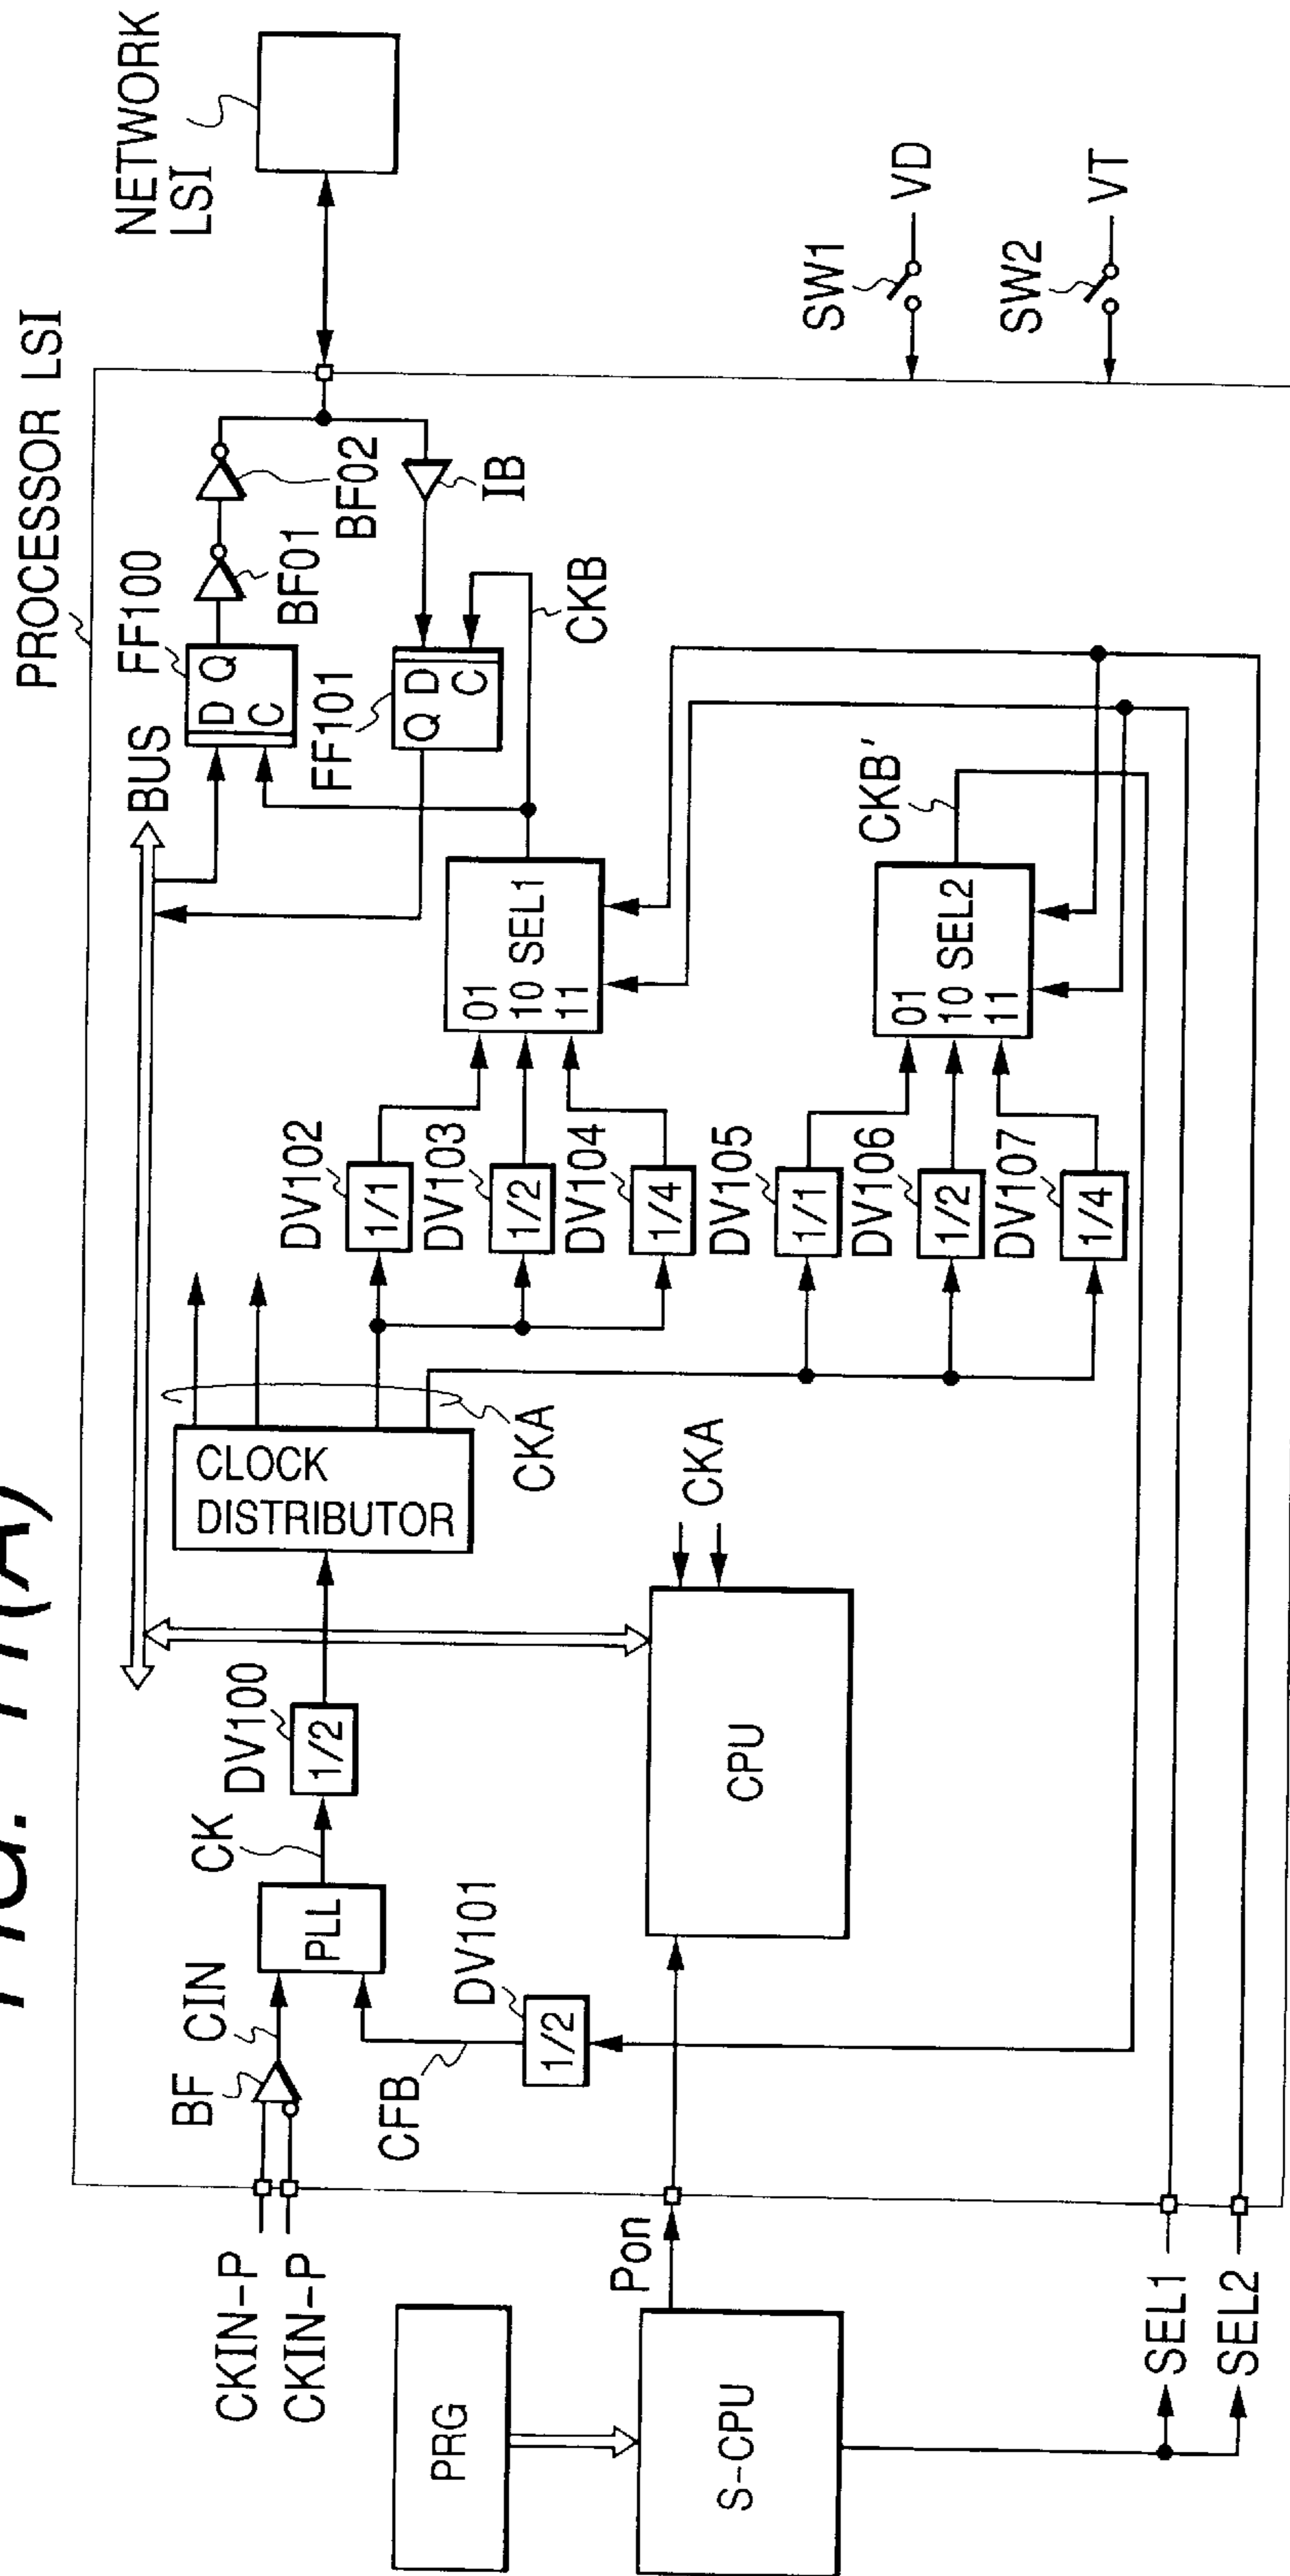 FIG. 11(A)
PROCESSOR LSI
NETWORK
LSI
CKIN-P
CKIN-P
BF
CIN
PLL
CK
DV100
1/2
CLOCK
DISTRIBUTOR
CKA
BUS
FF100
D Q
C
BF01
BF02
IB
FF101
Q D
C
CKB
CFB
DV101
1/2
DV102
1/1
DV103
1/2
DV104
1/4
01
10 SEL1
11
DV105
1/1
DV106
1/2
DV107
1/4
01
10 SEL2
11
CKB'
CKA
CPU
PRG
S-CPU
Pon
SEL1
SEL2
SW1
VD
SW2
VT